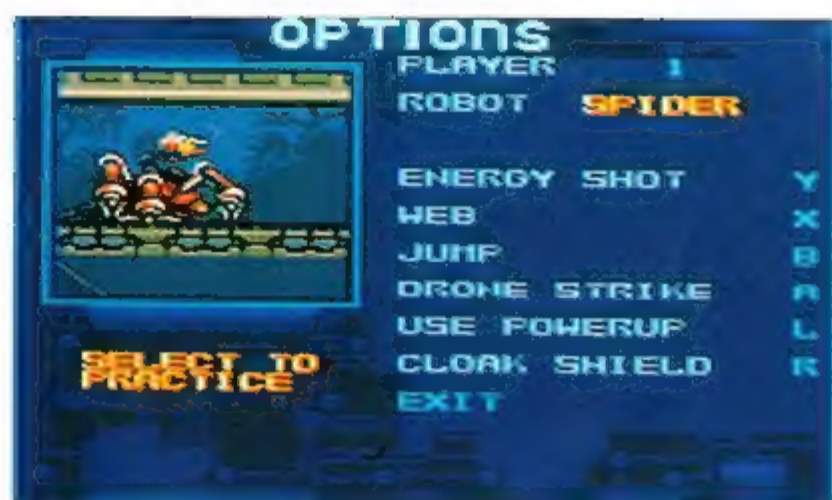 OPTIONS
PLAYER 1
ROBOT SPIDER
ENERGY SHOT Y
WEB X
JUMP B
DRONE STRIKE A
USE POWERUP L
CLOAK SHIELD R
EXIT
SELECT TO
PRACTICE